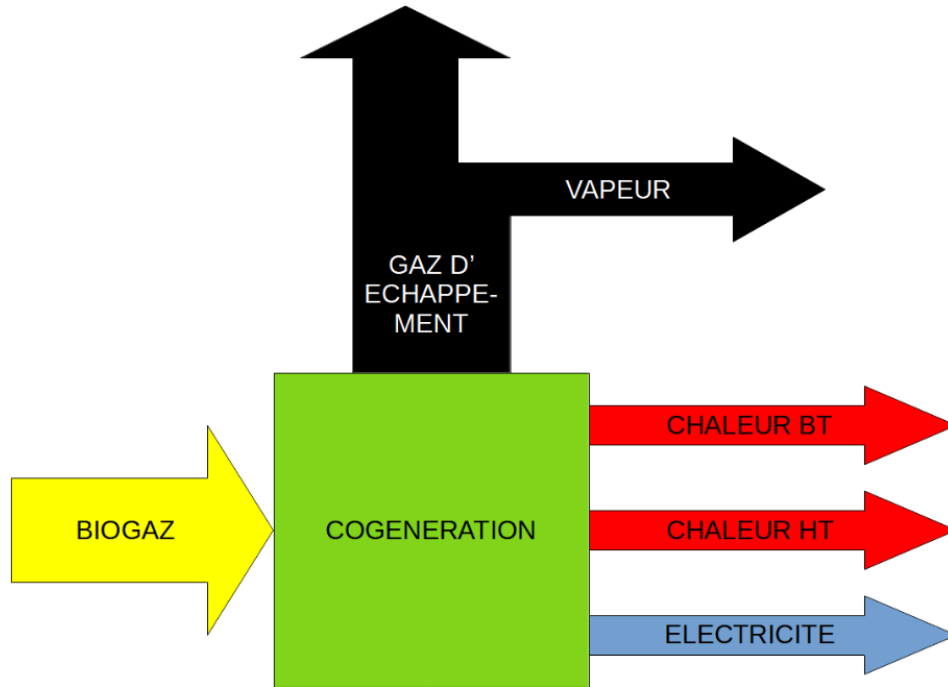 VAPEUR
GAZ D’
ECHAPPE-
MENT
CHALEUR BT
BIOGAZ
COGENERATION
CHALEUR HT
ELECTRICITE